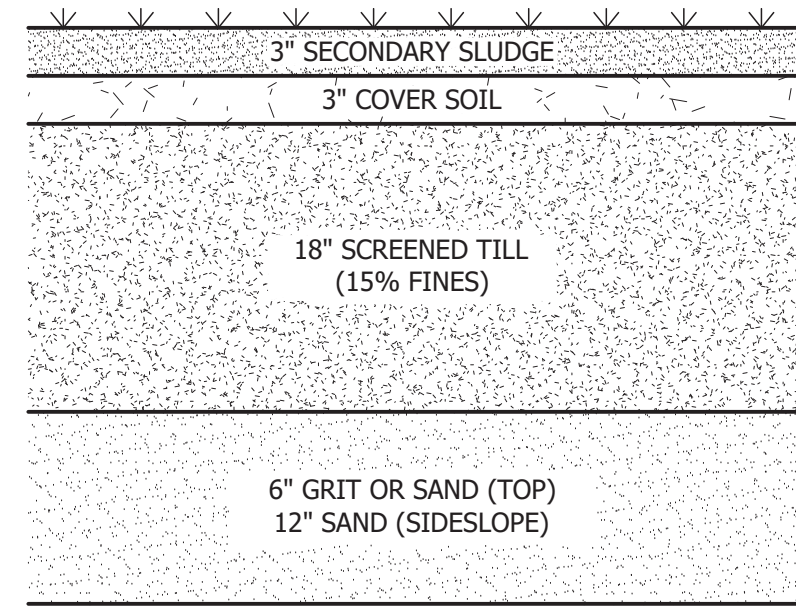 3" SECONDARY SLUDGE
3" COVER SOIL
18" SCREENED TILL
(15% FINES)
6" GRIT OR SAND (TOP)
12" SAND (SIDESLOPE)